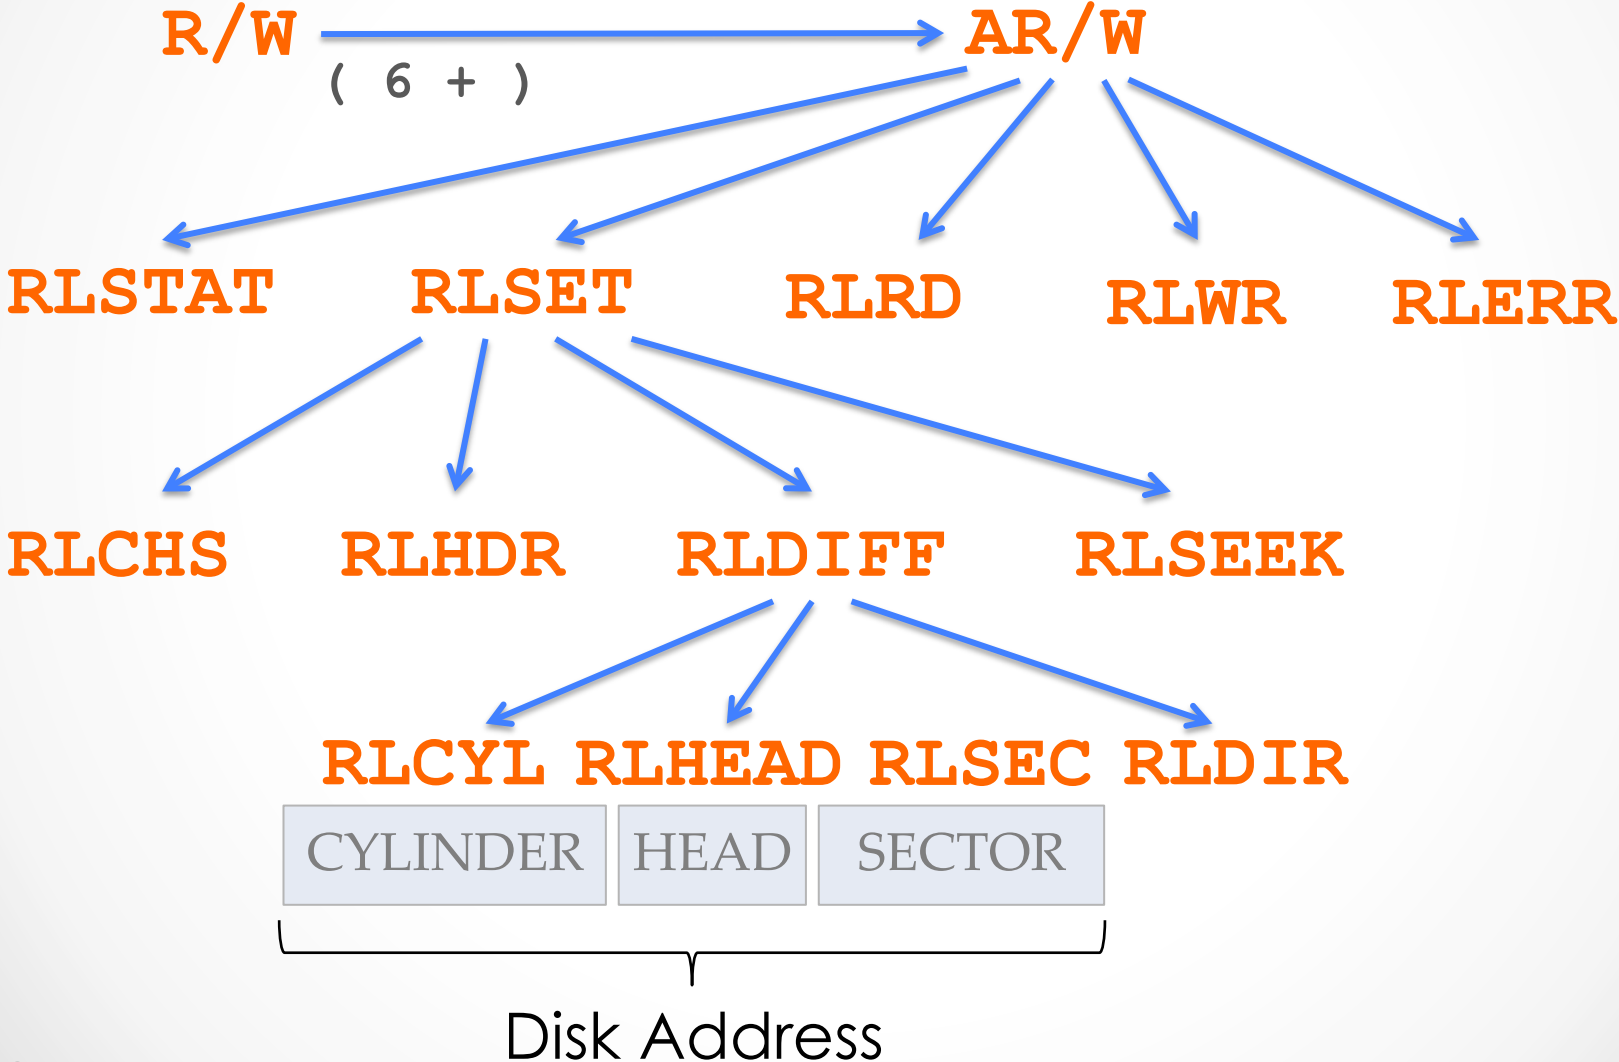 R/W AR/W
( 6 + )
RLSTAT RLSET RLRD RLWR RLERR
RLCHS RLHDR RLDIFF RLSEEK
RLCYL RLHEAD RLSEC RLDIR
CYLINDER HEAD SECTOR
Disk Address